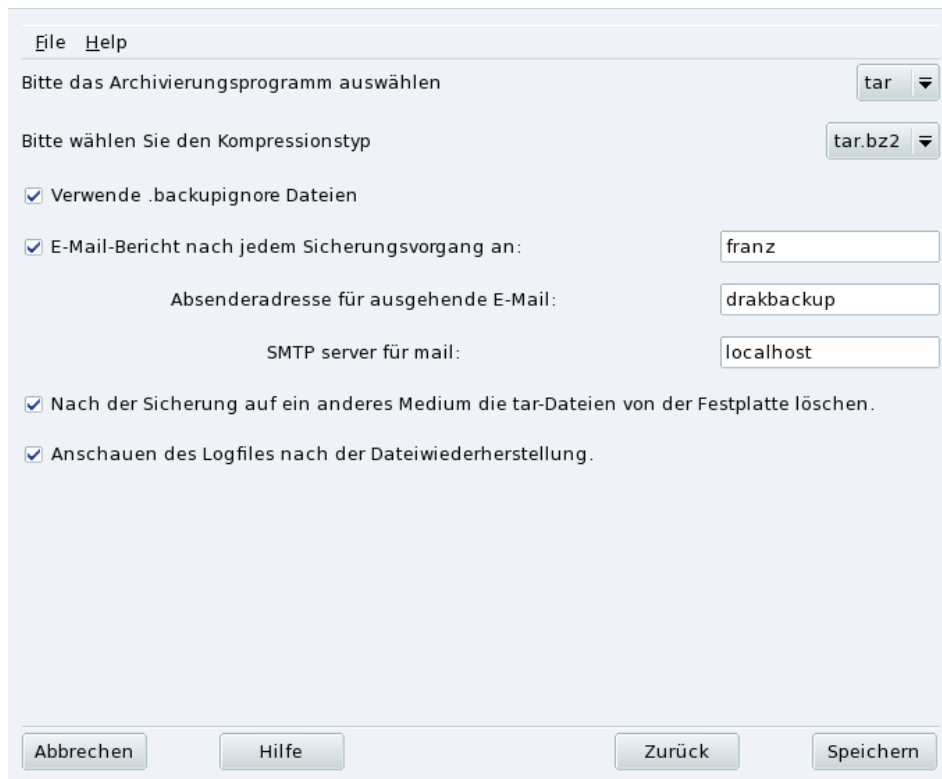 File Help
Bitte das Archivierungsprogramm auswählen tar
Bitte wählen Sie den Kompressionstyp tar.bz2
Verwende .backupignore Dateien
E-Mail-Bericht nach jedem Sicherungsvorgang an: franz
Absenderadresse für ausgehende E-Mail: drakbackup
SMTP server für mail: localhost
Nach der Sicherung auf ein anderes Medium die tar-Dateien von der Festplatte löschen.
Anschauen des Logfiles nach der Dateiwiederherstellung.
Abbrechen Hilfe Zurück Speichern